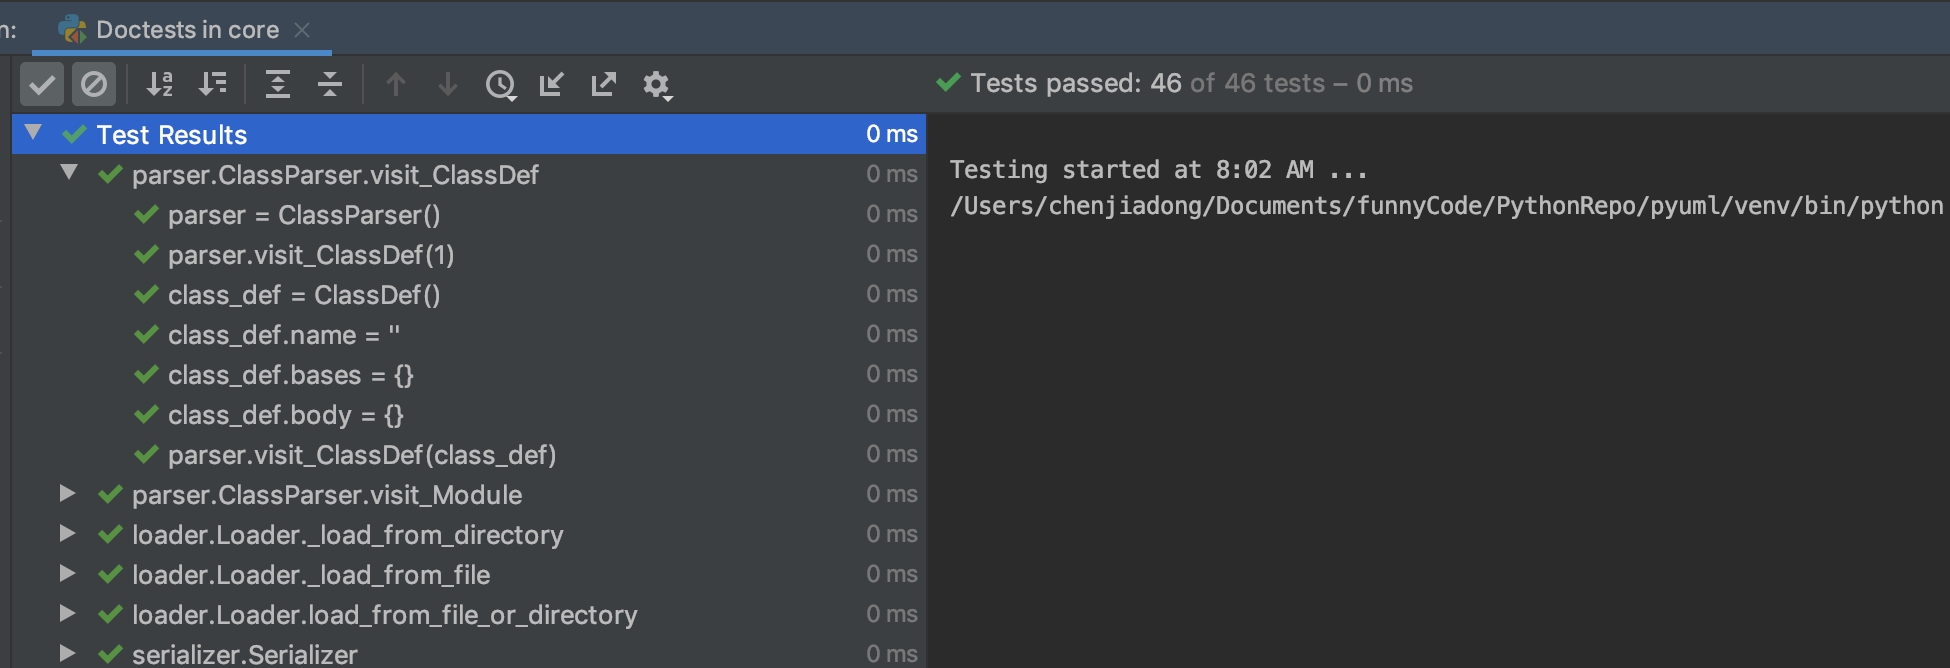 n:
Doctests in core
Tests passed: 46 of 46 tests – 0 ms
Test Results 0 ms
parser.ClassParser.visit_ClassDef 0 ms
parser = ClassParser() 0 ms
parser.visit_ClassDef(1) 0 ms
class_def = ClassDef() 0 ms
class_def.name = '' 0 ms
class_def.bases = {} 0 ms
class_def.body = {} 0 ms
parser.visit_ClassDef(class_def) 0 ms
parser.ClassParser.visit_Module 0 ms
loader.Loader._load_from_directory 0 ms
loader.Loader._load_from_file 0 ms
loader.Loader.load_from_file_or_directory 0 ms
serializer.Serializer 0 ms
Testing started at 8:02 AM ...
/Users/chenjiadong/Documents/funnyCode/PythonRepo/pyuml/venv/bin/python